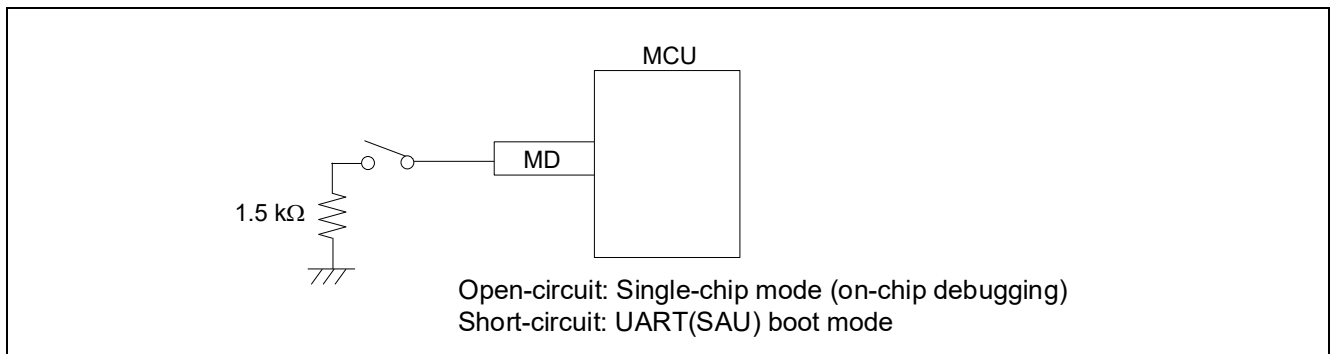 MCU
MD
1.5 kΩ
Open-circuit: Single-chip mode (on-chip debugging)
Short-circuit: UART(SAU) boot mode